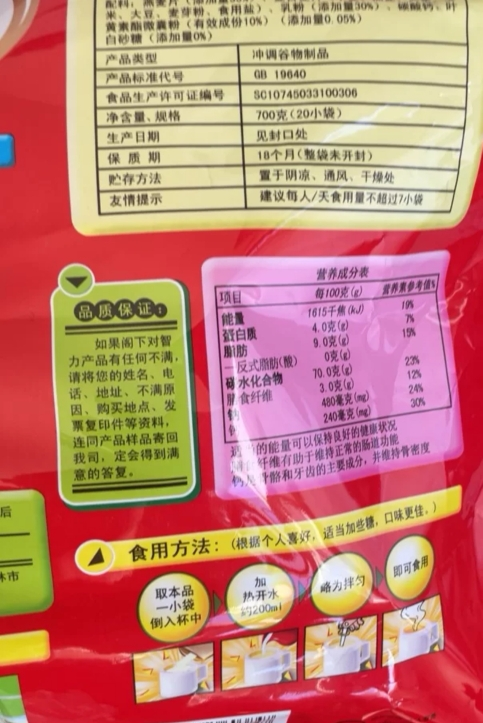 配料：燕麦片
米、大豆、麦芽粉、食用盐）、乳粉（添加量30%）、碳酸钙、叶
黄素酯微囊粉（有效成份10%）（添加量0.05%）
白砂糖（添加量0%）
产品类型 冲调谷物制品
产品标准代号 GB 19640
食品生产许可证编号 SC10745033100306
净含量、规格 700克（20小袋）
生产日期 见封口处
保 质 期 18个月（整袋未开封）
贮存方法 置于阴凉、通风、干燥处
友情提示 建议每人/天食用量不超过7小袋
品质保证：
如果阁下对智
力产品有任何不满，
请将您的姓名、电
话、地址、不满原
因、购买地点、发
票复印件等资料，
连同产品样品寄回
我司，定会得到满
意的答复。
营养成分表
项目 每100克(g) 营养素参考值%
能量 1615千焦(kJ) 19%
蛋白质 4.0克(g) 7%
脂肪 9.0克(g) 15%
—反式脂肪(酸) 0克(g)
碳水化合物 70.0克(g) 23%
膳食纤维 3.0克(g) 12%
钠 480毫克(mg) 24%
240毫克(mg) 30%
的能量可以保持良好的健康状况
纤维有助于维持正常的肠道功能
骨骼和牙齿的主要成分，并维持骨密度
后
林市
食用方法：（根据个人喜好，适当加些糖，口味更佳。）
取本品
一小袋
倒入杯中
加
热开水
约200ml
略为拌匀
即可食用